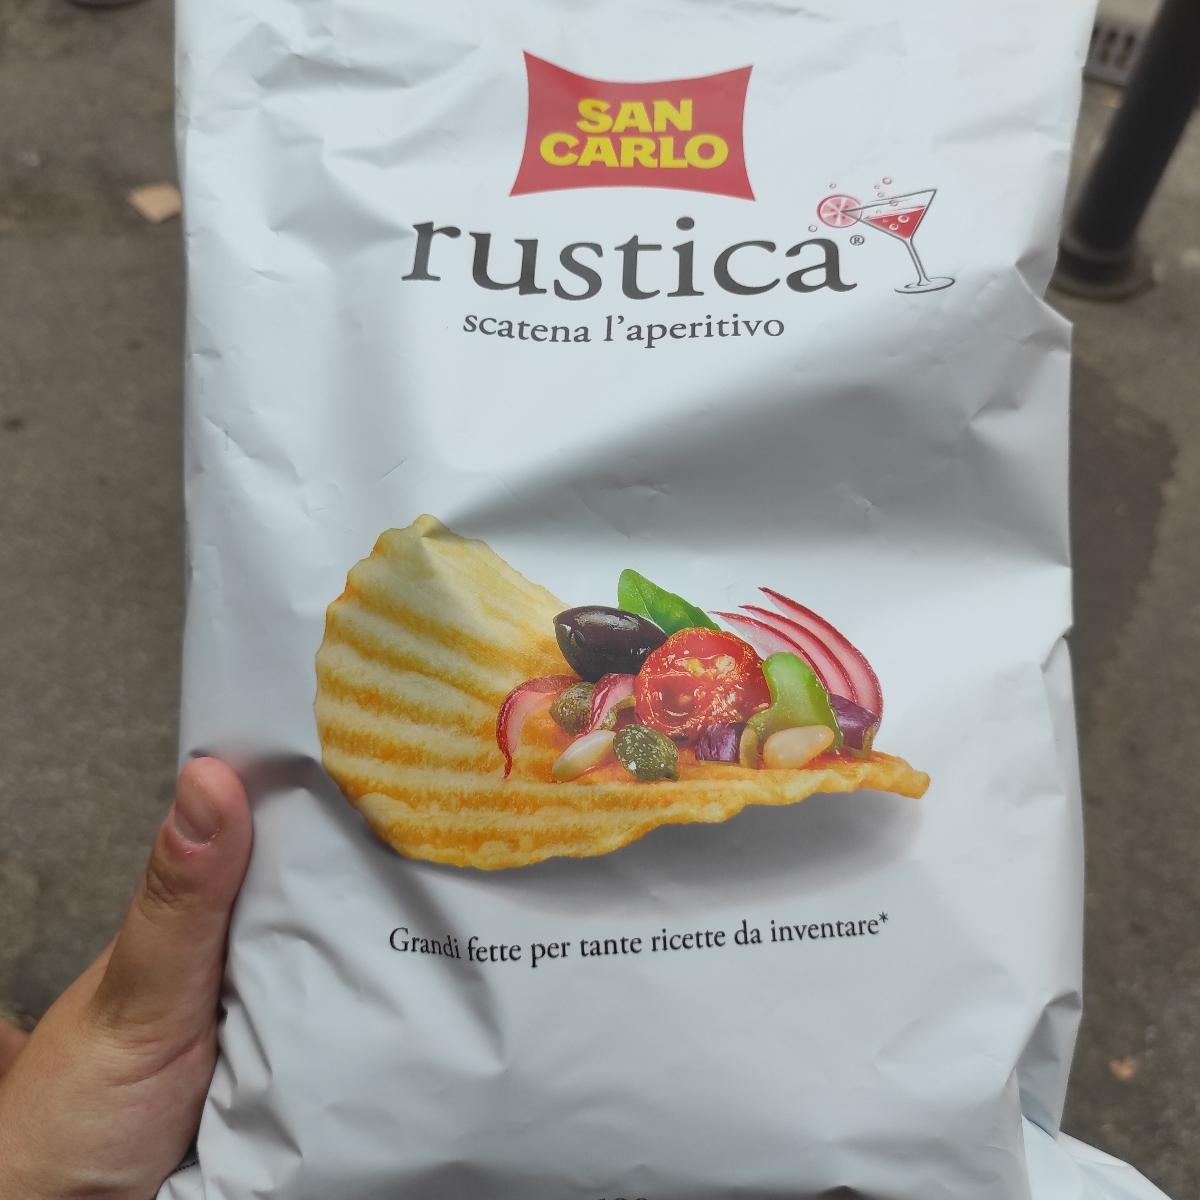 SAN
CARLO
rustica®
scatena l'aperitivo
Grandi fette per tante ricette da inventare*